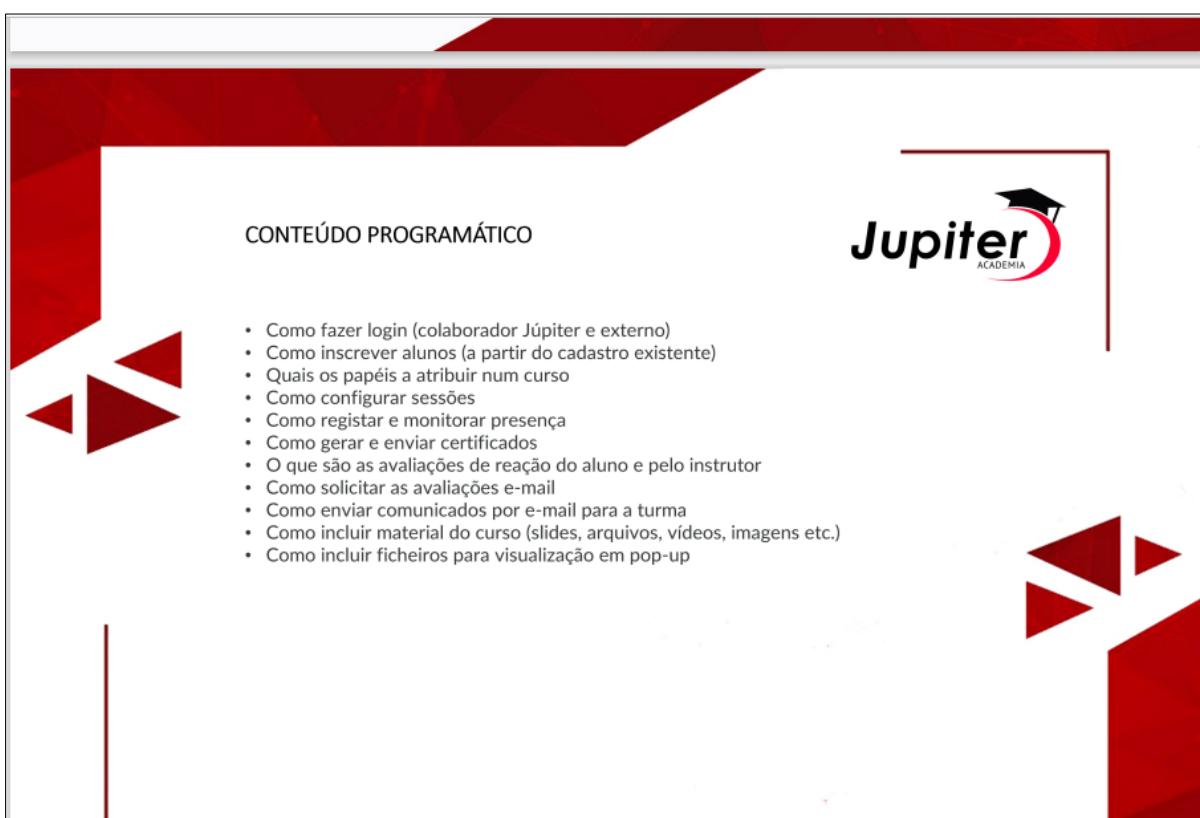 CONTEÚDO PROGRAMÁTICO
Jupiter
ACADEMIA
• Como fazer login (colaborador Júpiter e externo)
• Como inscrever alunos (a partir do cadastro existente)
• Quais os papéis a atribuir num curso
• Como configurar sessões
• Como registar e monitorar presença
• Como gerar e enviar certificados
• O que são as avaliações de reação do aluno e pelo instrutor
• Como solicitar as avaliações e-mail
• Como enviar comunicados por e-mail para a turma
• Como incluir material do curso (slides, arquivos, vídeos, imagens etc.)
• Como incluir ficheiros para visualização em pop-up